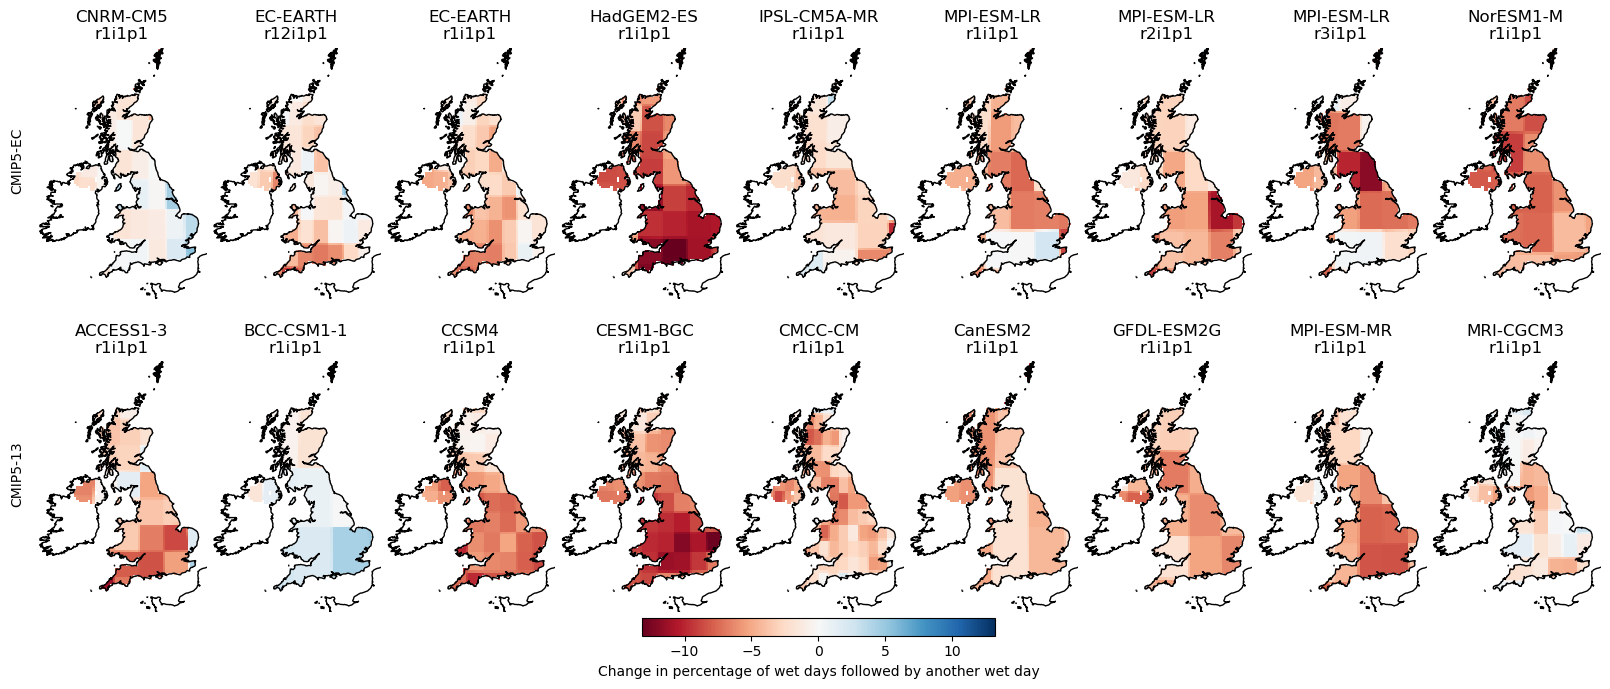 CNRM-CM5
r1i1p1
EC-EARTH
r12i1p1
EC-EARTH
r1i1p1
HadGEM2-ES
r1i1p1
IPSL-CM5A-MR
r1i1p1
MPI-ESM-LR
r1i1p1
MPI-ESM-LR
r2i1p1
MPI-ESM-LR
r3i1p1
NorESM1-M
r1i1p1
CMIP5-EC
ACCESS1-3
r1i1p1
BCC-CSM1-1
r1i1p1
CCSM4
r1i1p1
CESM1-BGC
r1i1p1
CMCC-CM
r1i1p1
CanESM2
r1i1p1
GFDL-ESM2G
r1i1p1
MPI-ESM-MR
r1i1p1
MRI-CGCM3
r1i1p1
CMIP5-13
−10 −5 0 5 10
Change in percentage of wet days followed by another wet day